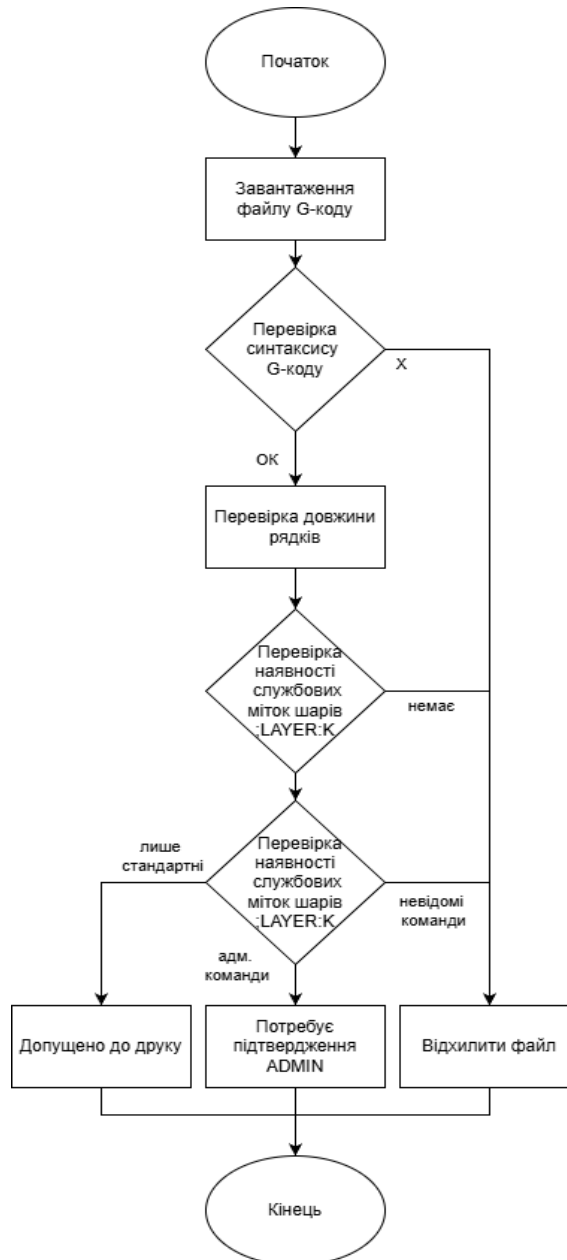 Початок
Завантаження
файлу G-коду
Перевірка
синтаксису
G-коду
X
ОК
Перевірка довжини
рядків
Перевірка
наявності
службових
міток шарів
;LAYER:K
немає
лише
стандартні
Перевірка
наявності
службових
міток шарів
;LAYER:K
невідомі
команди
адм.
команди
Допущено до друку
Потребує
підтвердження
ADMIN
Відхилити файл
Кінець